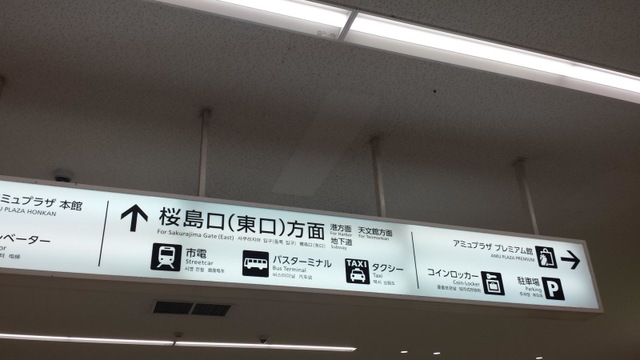 ミュプラザ 本館
U PLAZA HONKAN
ベーター
桜島口(東口)方面
For Sakurajima Gate (East)
港方面
For Harbor
天文館方面
For Tenmonkan
地下道
Subway
市電
Streetcar
バスターミナル
Bus Terminal
TAXI
タクシー
Taxi
アミュプラザ プレミアム館
AMU PLAZA PREMIUM
コインロッカー
Coin Locker
駐車場
Parking
P